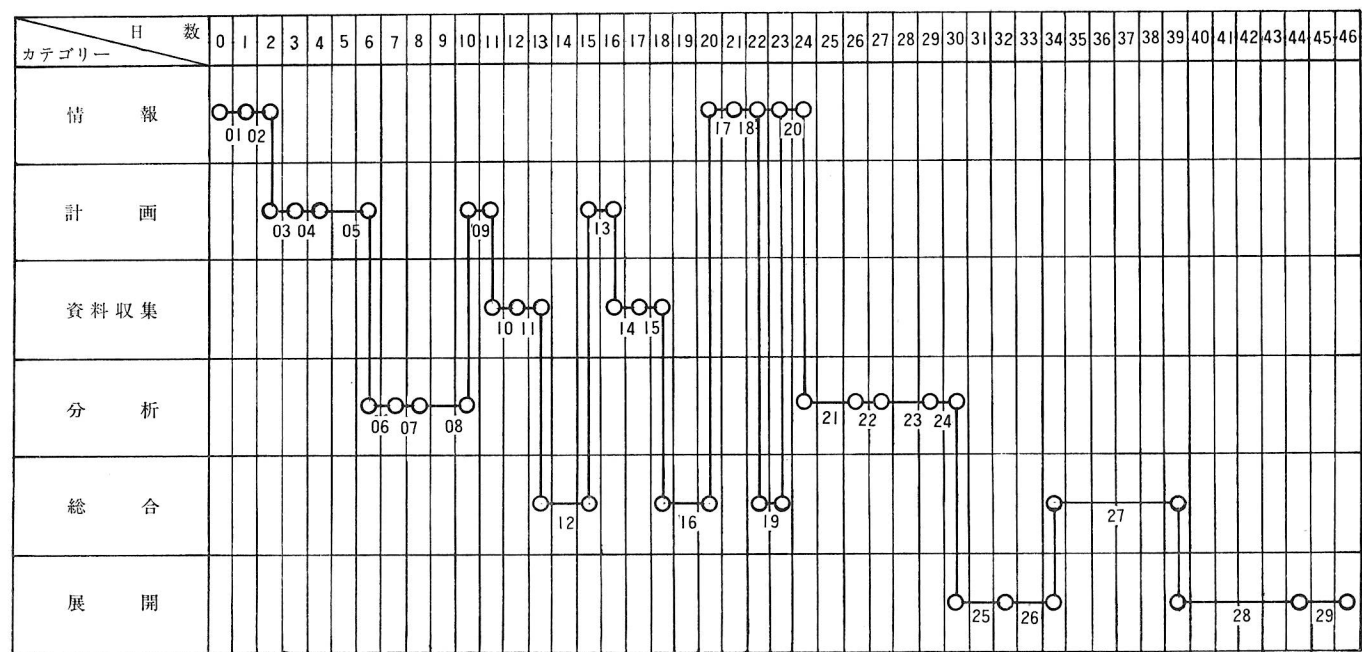 日 数
カテゴリー
0 1 2 3 4 5 6 7 8 9 10 11 12 13 14 15 16 17 18 19 20 21 22 23 24 25 26 27 28 29 30 31 32 33 34 35 36 37 38 39 40 41 42 43 44 45 46
情 報
01 02 17 18 20
計 画
03 04 05 09 13
資料収集
10 11 14 15
分 析
06 07 08 21 22 23 24
総 合
12 16 19 27
展 開
25 26 28 29